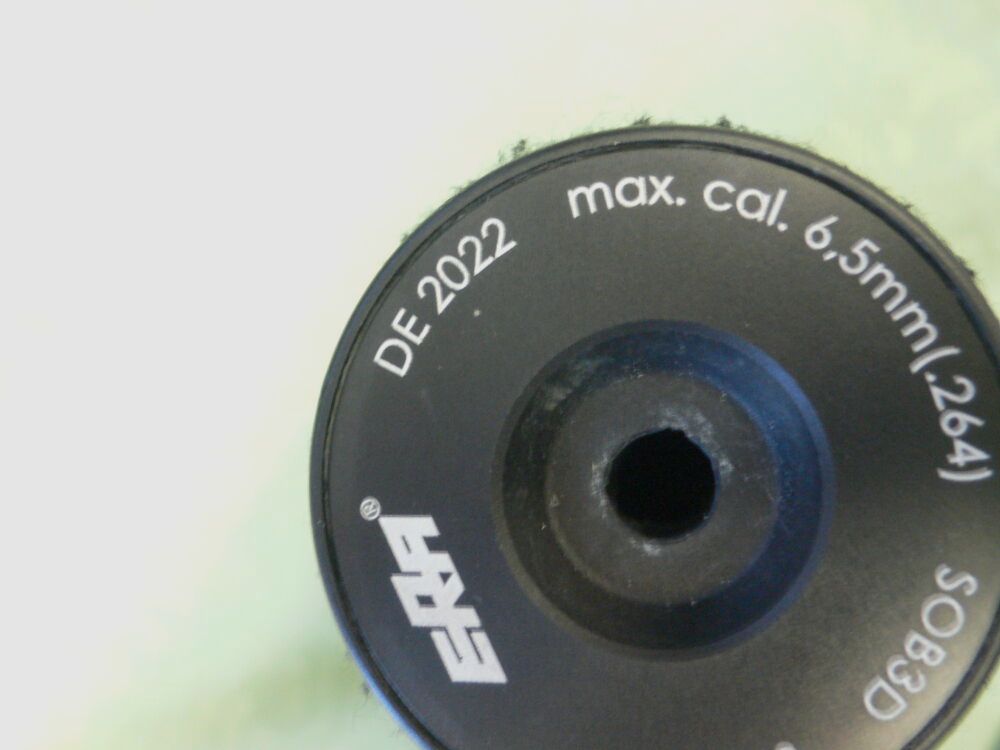 DE 2022
max. cal. 6,5mm(.264)
SOB3D
ERA®